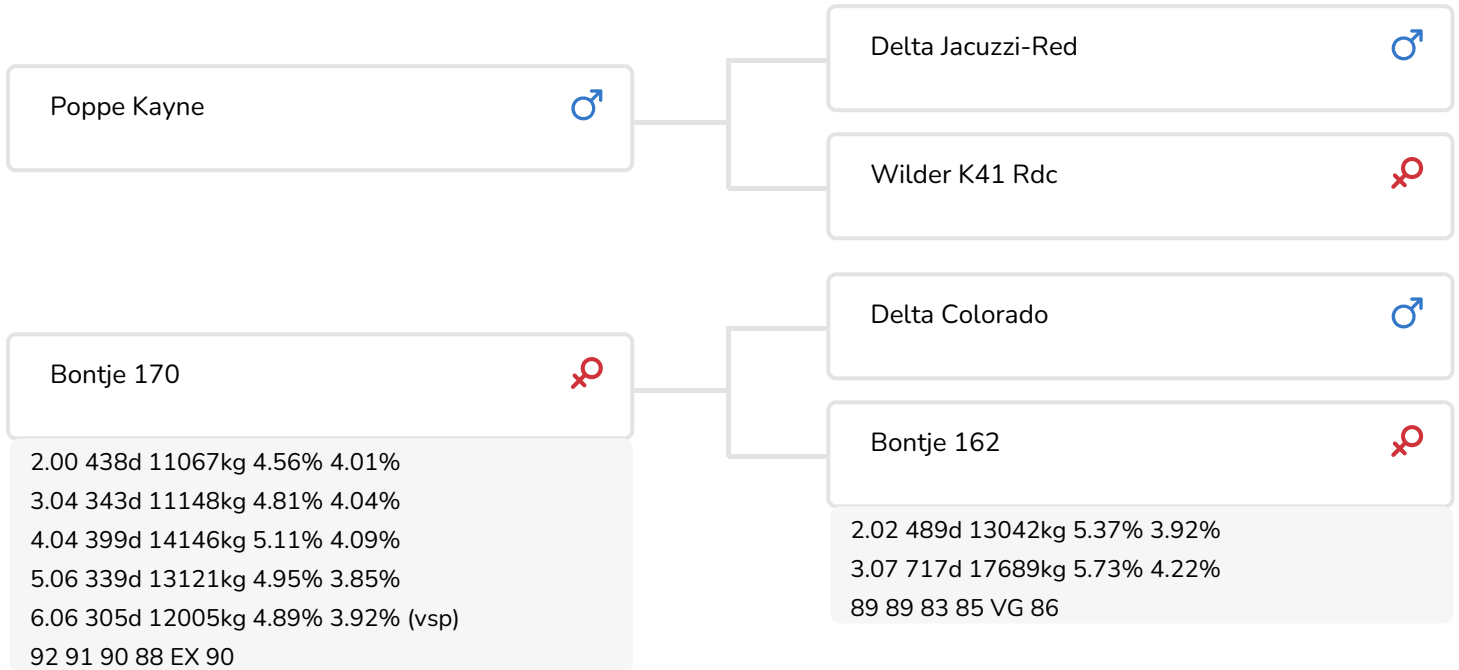 Poppe Kayne
Delta Jacuzzi-Red
Wilder K41 Rdc
Bontje 170
2.00 438d 11067kg 4.56% 4.01%
3.04 343d 11148kg 4.81% 4.04%
4.04 399d 14146kg 5.11% 4.09%
5.06 339d 13121kg 4.95% 3.85%
6.06 305d 12005kg 4.89% 3.92% (vsp)
92 91 90 88 EX 90
Delta Colorado
Bontje 162
2.02 489d 13042kg 5.37% 3.92%
3.07 717d 17689kg 5.73% 4.22%
89 89 83 85 VG 86